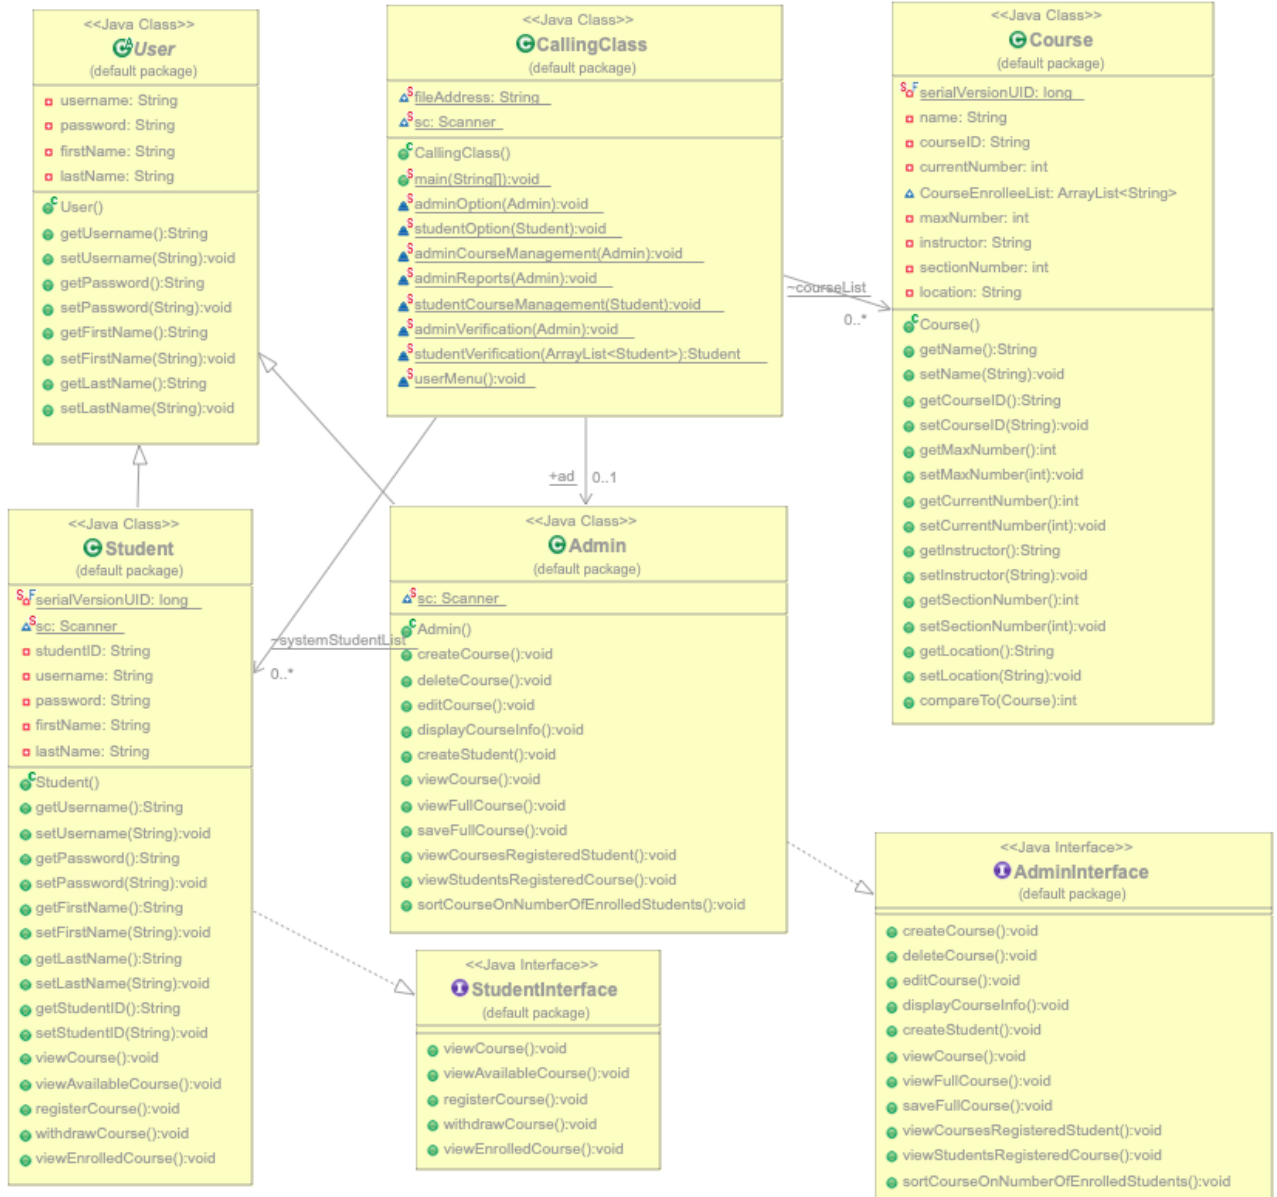 <<Java Class>>
User
(default package)
username: String
password: String
firstName: String
lastName: String
User()
getUsername():String
setUsername(String):void
getPassword():String
setPassword(String):void
getFirstName():String
setFirstName(String):void
getLastName():String
setLastName(String):void
<<Java Class>>
CallingClass
(default package)
fileAddress: String
sc: Scanner
CallingClass()
main(String[]):void
adminOption(Admin):void
studentOption(Student):void
adminCourseManagement(Admin):void
adminReports(Admin):void
studentCourseManagement(Student):void
adminVerification(Admin):void
studentVerification(ArrayList<Student>):Student
userMenu():void
~courseList
0..*
<<Java Class>>
Course
(default package)
serialVersionUID: long
name: String
courseID: String
currentNumber: int
CourseEnrolleeList: ArrayList<String>
maxNumber: int
instructor: String
sectionNumber: int
location: String
Course()
getName():String
setName(String):void
getCourseID():String
setCourseID(String):void
getMaxNumber():int
setMaxNumber(int):void
getCurrentNumber():int
setCurrentNumber(int):void
getInstructor():String
setInstructor(String):void
getSectionNumber():int
setSectionNumber(int):void
getLocation():String
setLocation(String):void
compareTo(Course):int
+ad
0..1
~systemStudentList
0..*
<<Java Class>>
Student
(default package)
serialVersionUID: long
sc: Scanner
studentID: String
username: String
password: String
firstName: String
lastName: String
Student()
getUsername():String
setUsername(String):void
getPassword():String
setPassword(String):void
getFirstName():String
setFirstName(String):void
getLastName():String
setLastName(String):void
getStudentID():String
setStudentID(String):void
viewCourse():void
viewAvailableCourse():void
registerCourse():void
withdrawCourse():void
viewEnrolledCourse():void
<<Java Class>>
Admin
(default package)
sc: Scanner
Admin()
createCourse():void
deleteCourse():void
editCourse():void
displayCourseInfo():void
createStudent():void
viewCourse():void
viewFullCourse():void
saveFullCourse():void
viewCoursesRegisteredStudent():void
viewStudentsRegisteredCourse():void
sortCourseOnNumberOfEnrolledStudents():void
<<Java Interface>>
StudentInterface
(default package)
viewCourse():void
viewAvailableCourse():void
registerCourse():void
withdrawCourse():void
viewEnrolledCourse():void
<<Java Interface>>
AdminInterface
(default package)
createCourse():void
deleteCourse():void
editCourse():void
displayCourseInfo():void
createStudent():void
viewCourse():void
viewFullCourse():void
saveFullCourse():void
viewCoursesRegisteredStudent():void
viewStudentsRegisteredCourse():void
sortCourseOnNumberOfEnrolledStudents():void